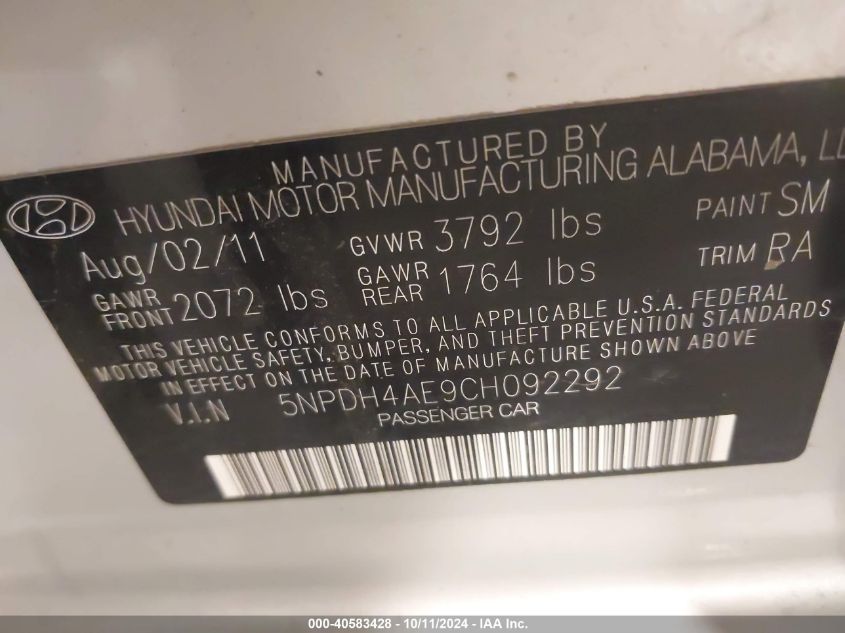 MANUFACTURED BY
HYUNDAI MOTOR MANUFACTURING ALABAMA, LL
Aug/02/11 GVWR 3792 lbs PAINT SM
GAWR FRONT 2072 lbs GAWR REAR 1764 lbs TRIM RA
THIS VEHICLE CONFORMS TO ALL APPLICABLE U.S.A. FEDERAL
MOTOR VEHICLE SAFETY, BUMPER, AND THEFT PREVENTION STANDARDS
IN EFFECT ON THE DATE OF MANUFACTURE SHOWN ABOVE
V.I.N 5NPDH4AE9CH092292
PASSENGER CAR
000-40583428 - 10/11/2024 - IAA Inc.